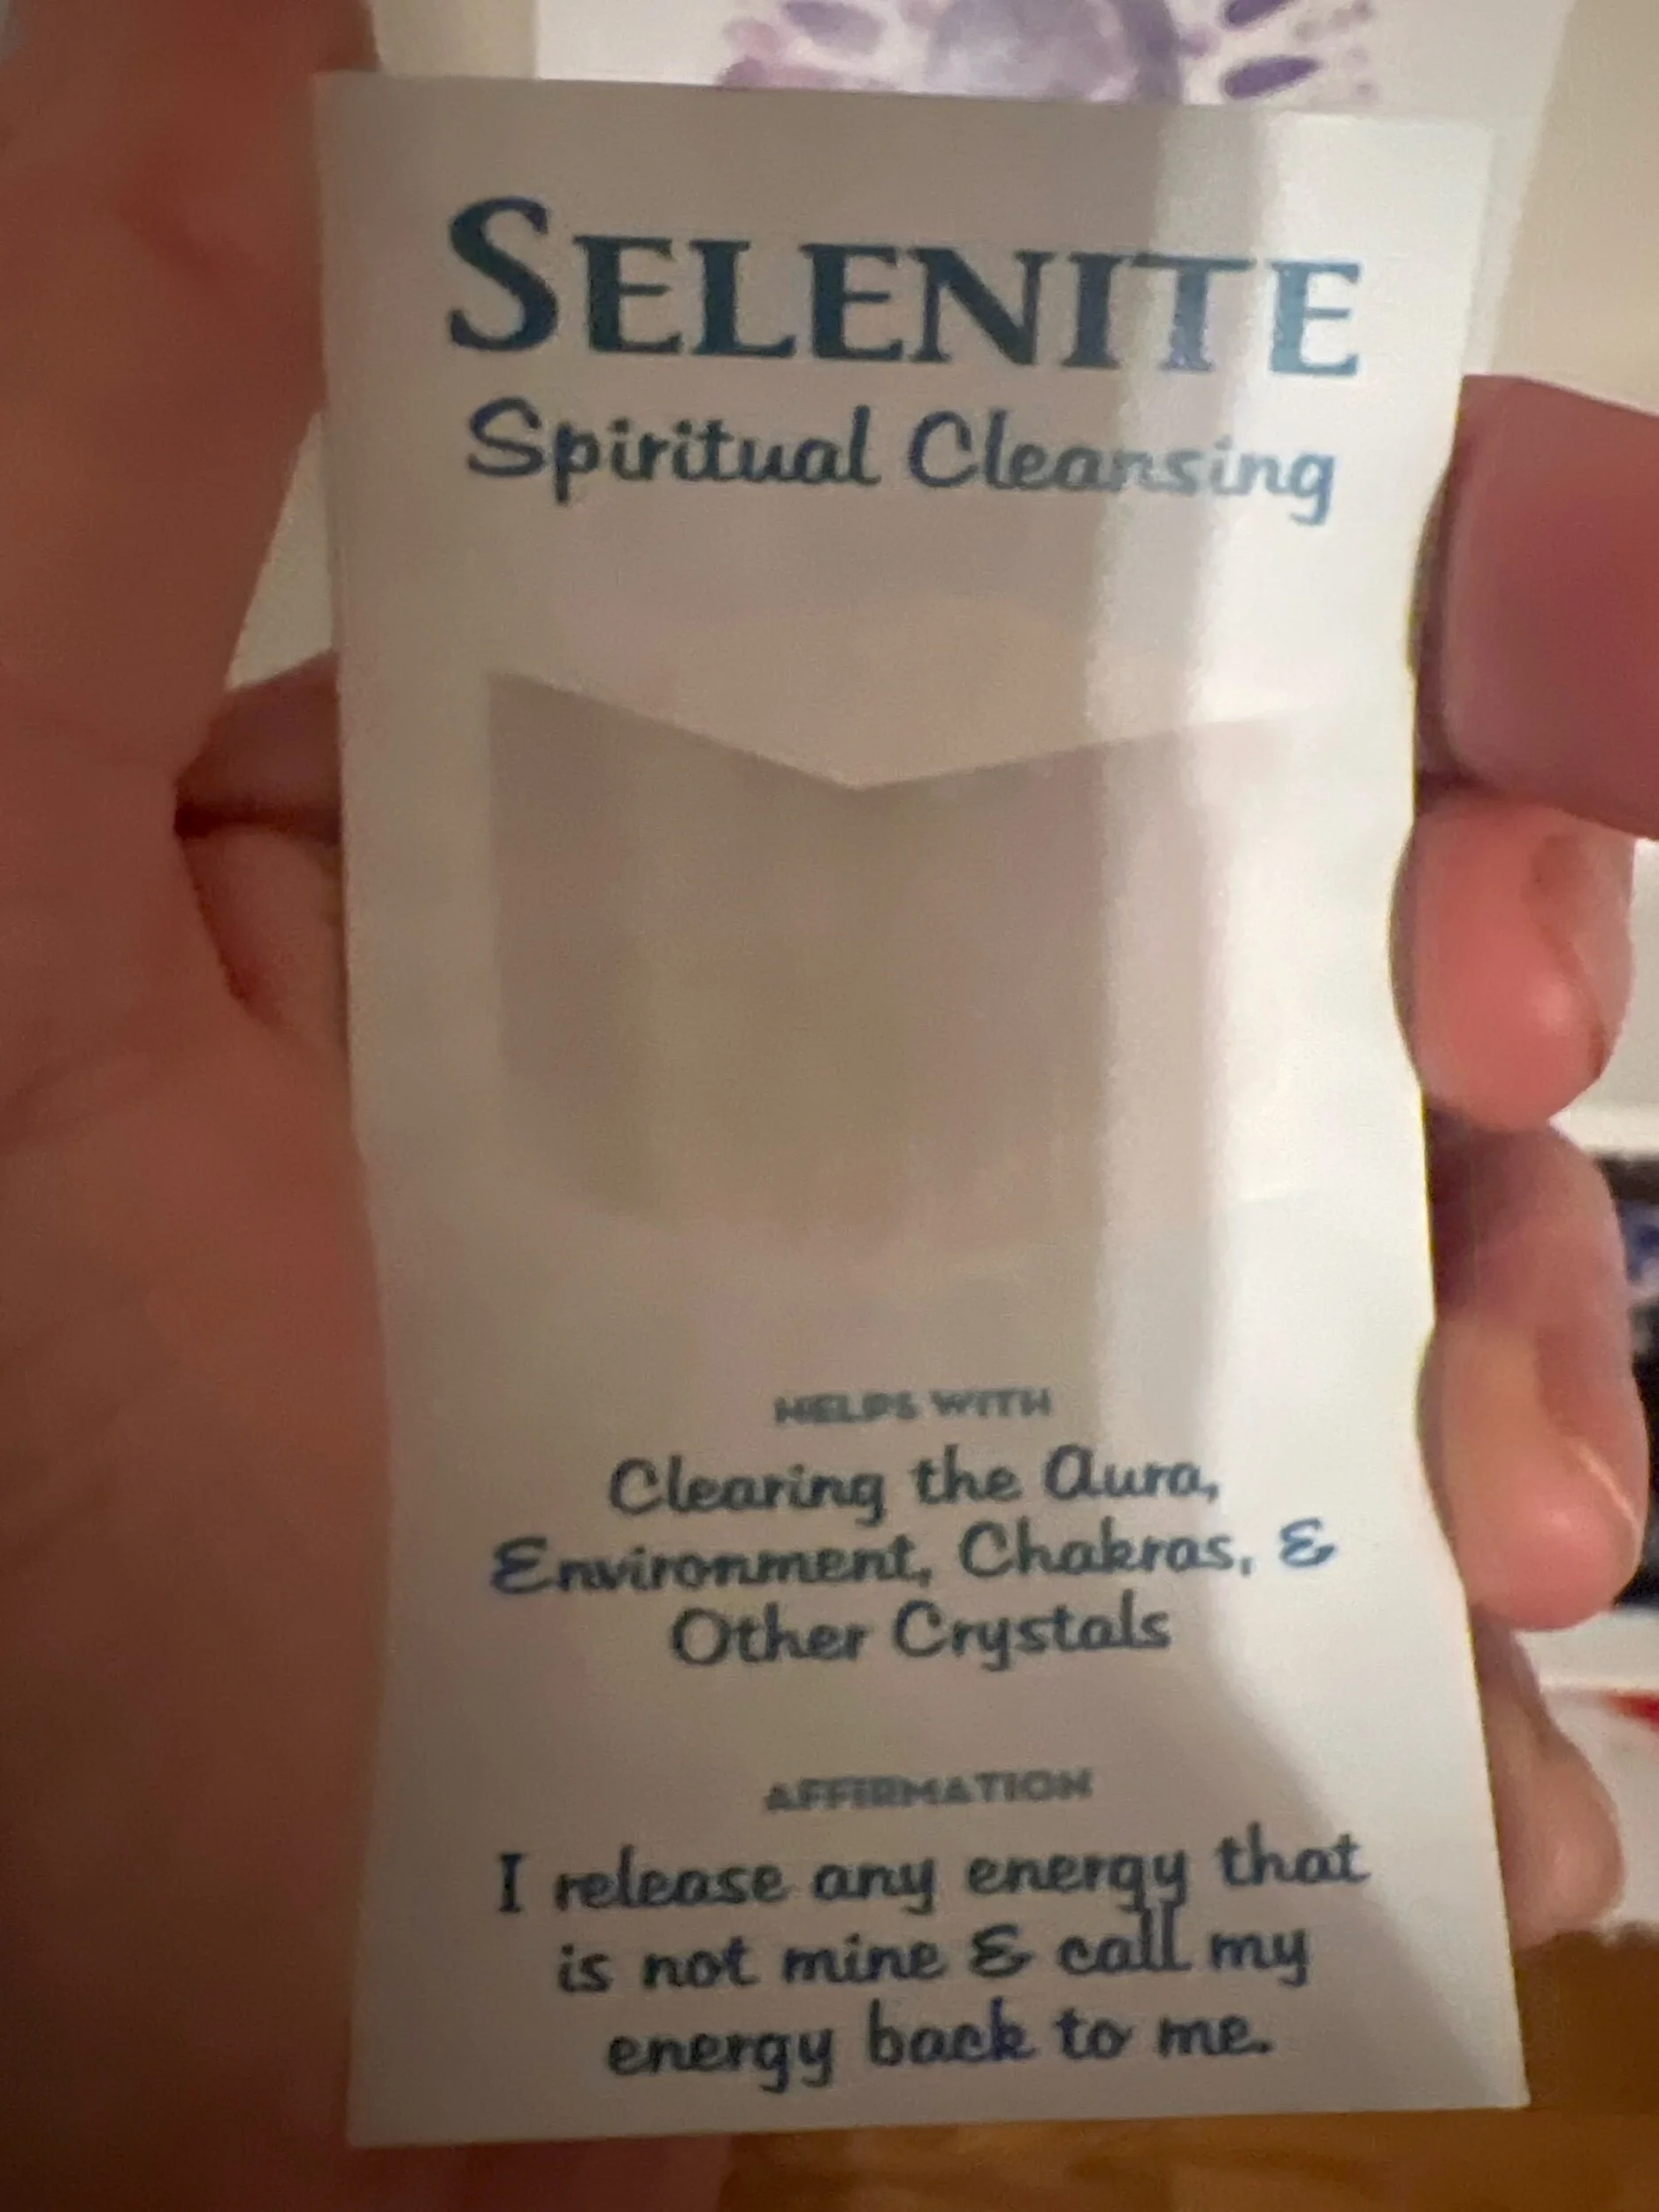 SELENITE
Spiritual Cleansing
HELPS WITH
Clearing the Aura,
Environment, Chakras, &
Other Crystals
AFFIRMATION
I release any energy that
is not mine & call my
energy back to me.